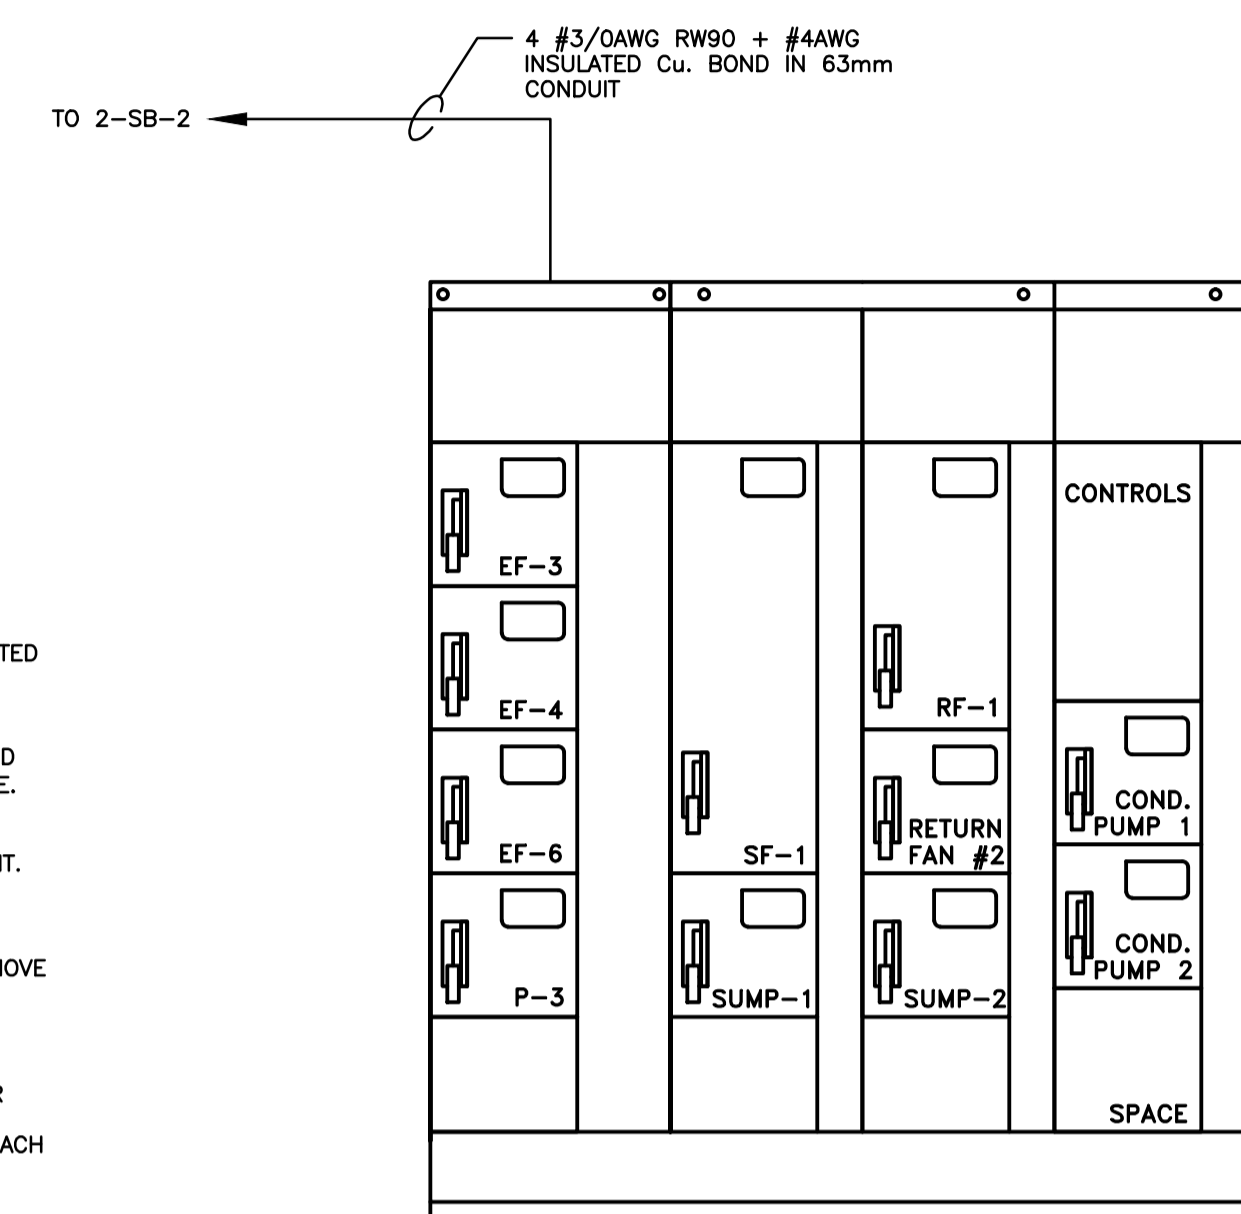 4 #3/0AWG RW90 + #4AWG
INSULATED Cu. BOND IN 63mm
CONDUIT
TO 2-SB-2
CONTROLS
EF-3
EF-4
RF-1
COND.
PUMP 1
EF-6
SF-1
RETURN
FAN #2
COND.
PUMP 2
P-3
SUMP-1
SUMP-2
SPACE
TED
D
E.
IT.
MOVE
R
ACH